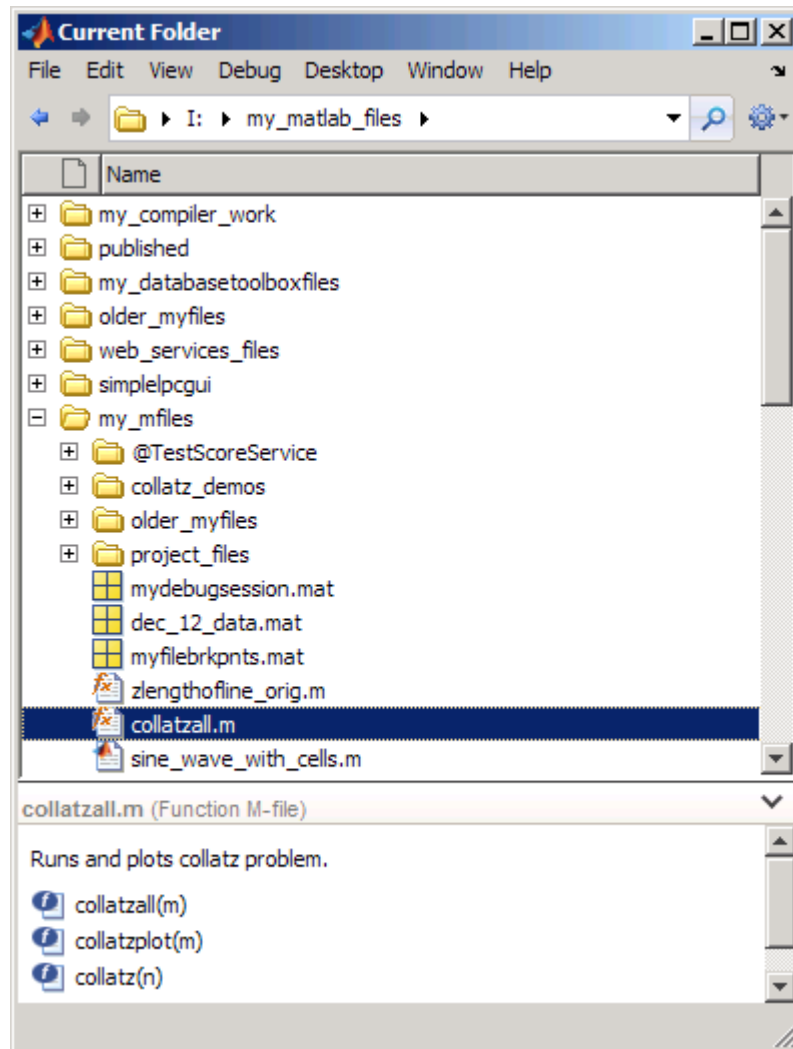 Current Folder
File Edit View Debug Desktop Window Help
I: my_matlab_files
Name
my_compiler_work
published
my_databasetoolboxfiles
older_myfiles
web_services_files
simplelpcgui
my_mfiles
@TestScoreService
collatz_demos
older_myfiles
project_files
mydebugsession.mat
dec_12_data.mat
myfilebrkpnts.mat
zlengthofline_orig.m
collatzall.m
sine_wave_with_cells.m
collatzall.m (Function M-file)
Runs and plots collatz problem.
collatzall(m)
collatzplot(m)
collatz(n)